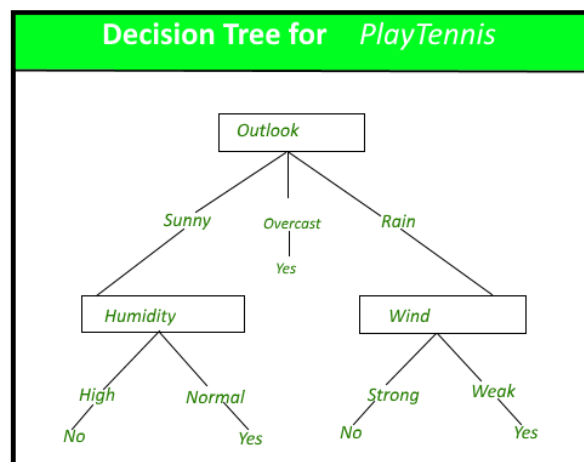 Decision Tree for PlayTennis
Outlook
Sunny Overcast Rain
Yes
Humidity Wind
High Normal Strong Weak
No Yes No Yes